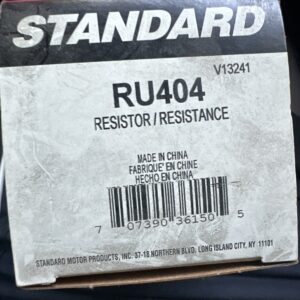 STANDARD
V13241
RU404
RESISTOR / RESISTANCE
MADE IN CHINA
FABRIQUE' EN CHINE
HECHO EN CHINA
7 07390 36150 5
STANDARD MOTOR PRODUCTS, INC. 37-18 NORTHERN BLVD. LONG ISLAND CITY, NY 11101